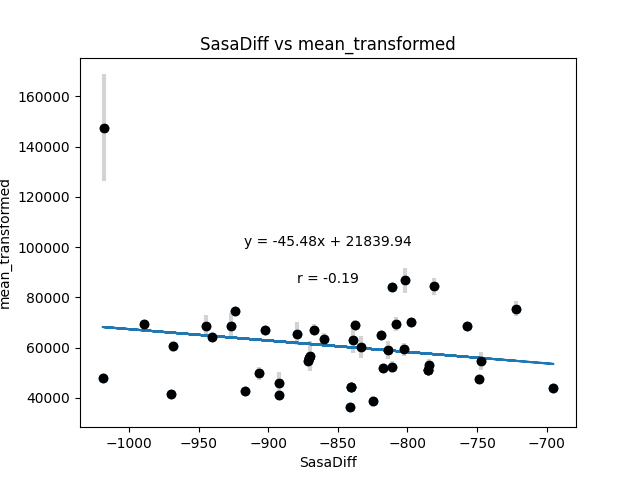 SasaDiff vs mean_transformed
mean_transformed
160000
140000
120000
100000
80000
60000
40000
y = -45.48x + 21839.94
r = -0.19
−1000
−950
−900
−850
−800
−750
−700
SasaDiff